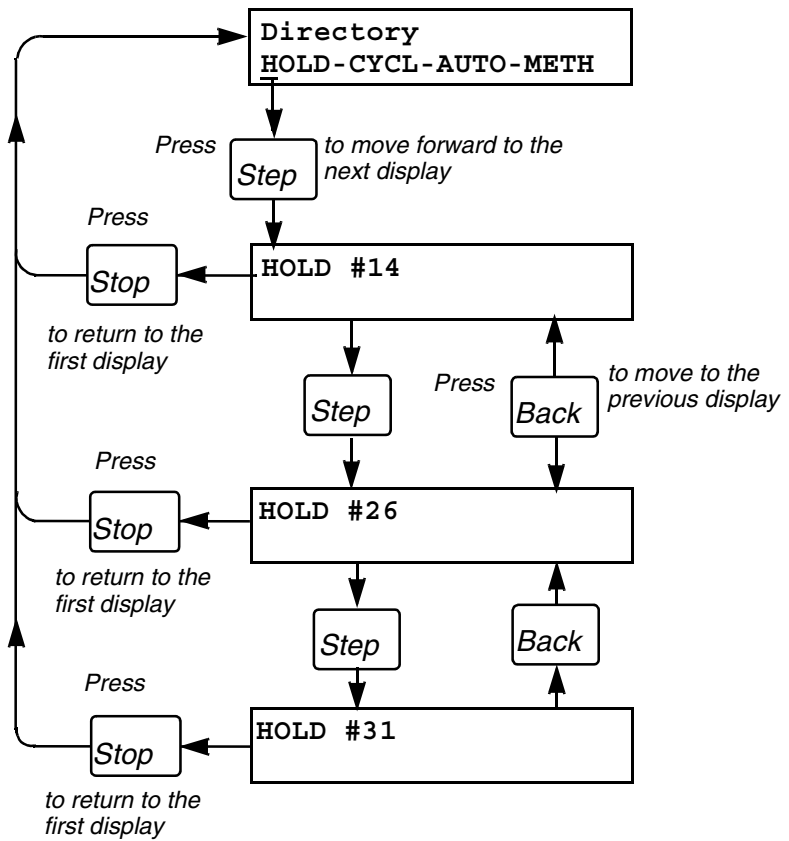 Directory
HOLD-CYCL-AUTO-METH
Press
Step
to move forward to the
next display
Press
Stop
HOLD #14
to return to the
first display
Step
Press
Back
to move to the
previous display
Press
Stop
HOLD #26
to return to the
first display
Step
Back
Press
Stop
HOLD #31
to return to the
first display